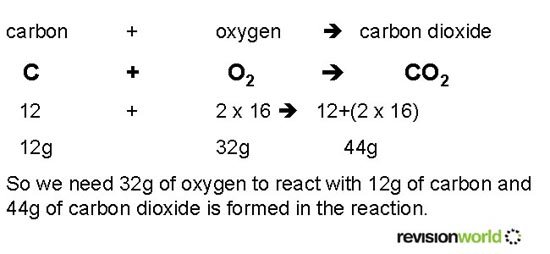 carbon + oxygen ➔ carbon dioxide
C + O₂ ➔ CO₂
12 + 2 x 16 ➔ 12+(2 x 16)
12g 32g 44g
So we need 32g of oxygen to react with 12g of carbon and
44g of carbon dioxide is formed in the reaction.
revisionworld